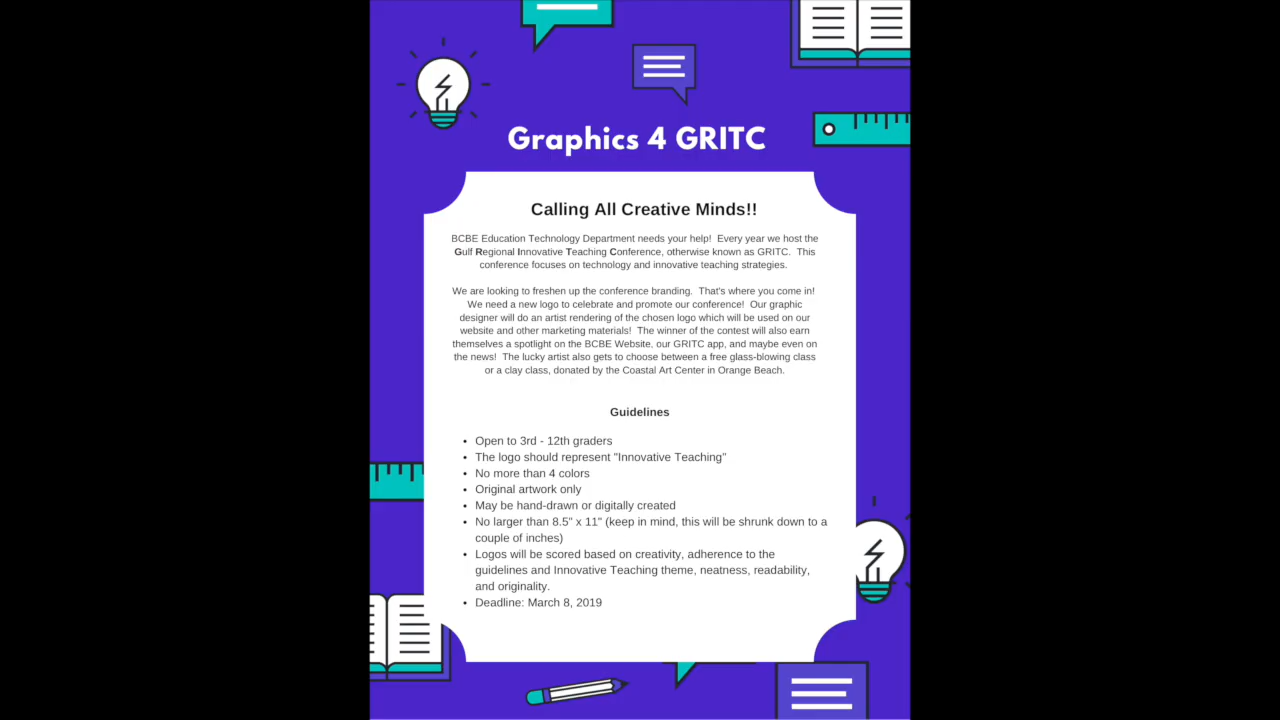 Graphics 4 GRITC
Calling All Creative Minds!!
BCBE Education Technology Department needs your help!  Every year we host the
Gulf Regional Innovative Teaching Conference, otherwise known as GRITC.  This
conference focuses on technology and innovative teaching strategies.
We are looking to freshen up the conference branding.  That's where you come in!
We need a new logo to celebrate and promote our conference!  Our graphic
designer will do an artist rendering of the chosen logo which will be used on our
website and other marketing materials!  The winner of the contest will also earn
themselves a spotlight on the BCBE Website, our GRITC app, and maybe even on
the news!  The lucky artist also gets to choose between a free glass-blowing class
or a clay class, donated by the Coastal Art Center in Orange Beach.
Guidelines
• Open to 3rd - 12th graders
• The logo should represent "Innovative Teaching"
• No more than 4 colors
• Original artwork only
• May be hand-drawn or digitally created
• No larger than 8.5" x 11" (keep in mind, this will be shrunk down to a
couple of inches)
• Logos will be scored based on creativity, adherence to the
guidelines and Innovative Teaching theme, neatness, readability,
and originality.
• Deadline: March 8, 2019